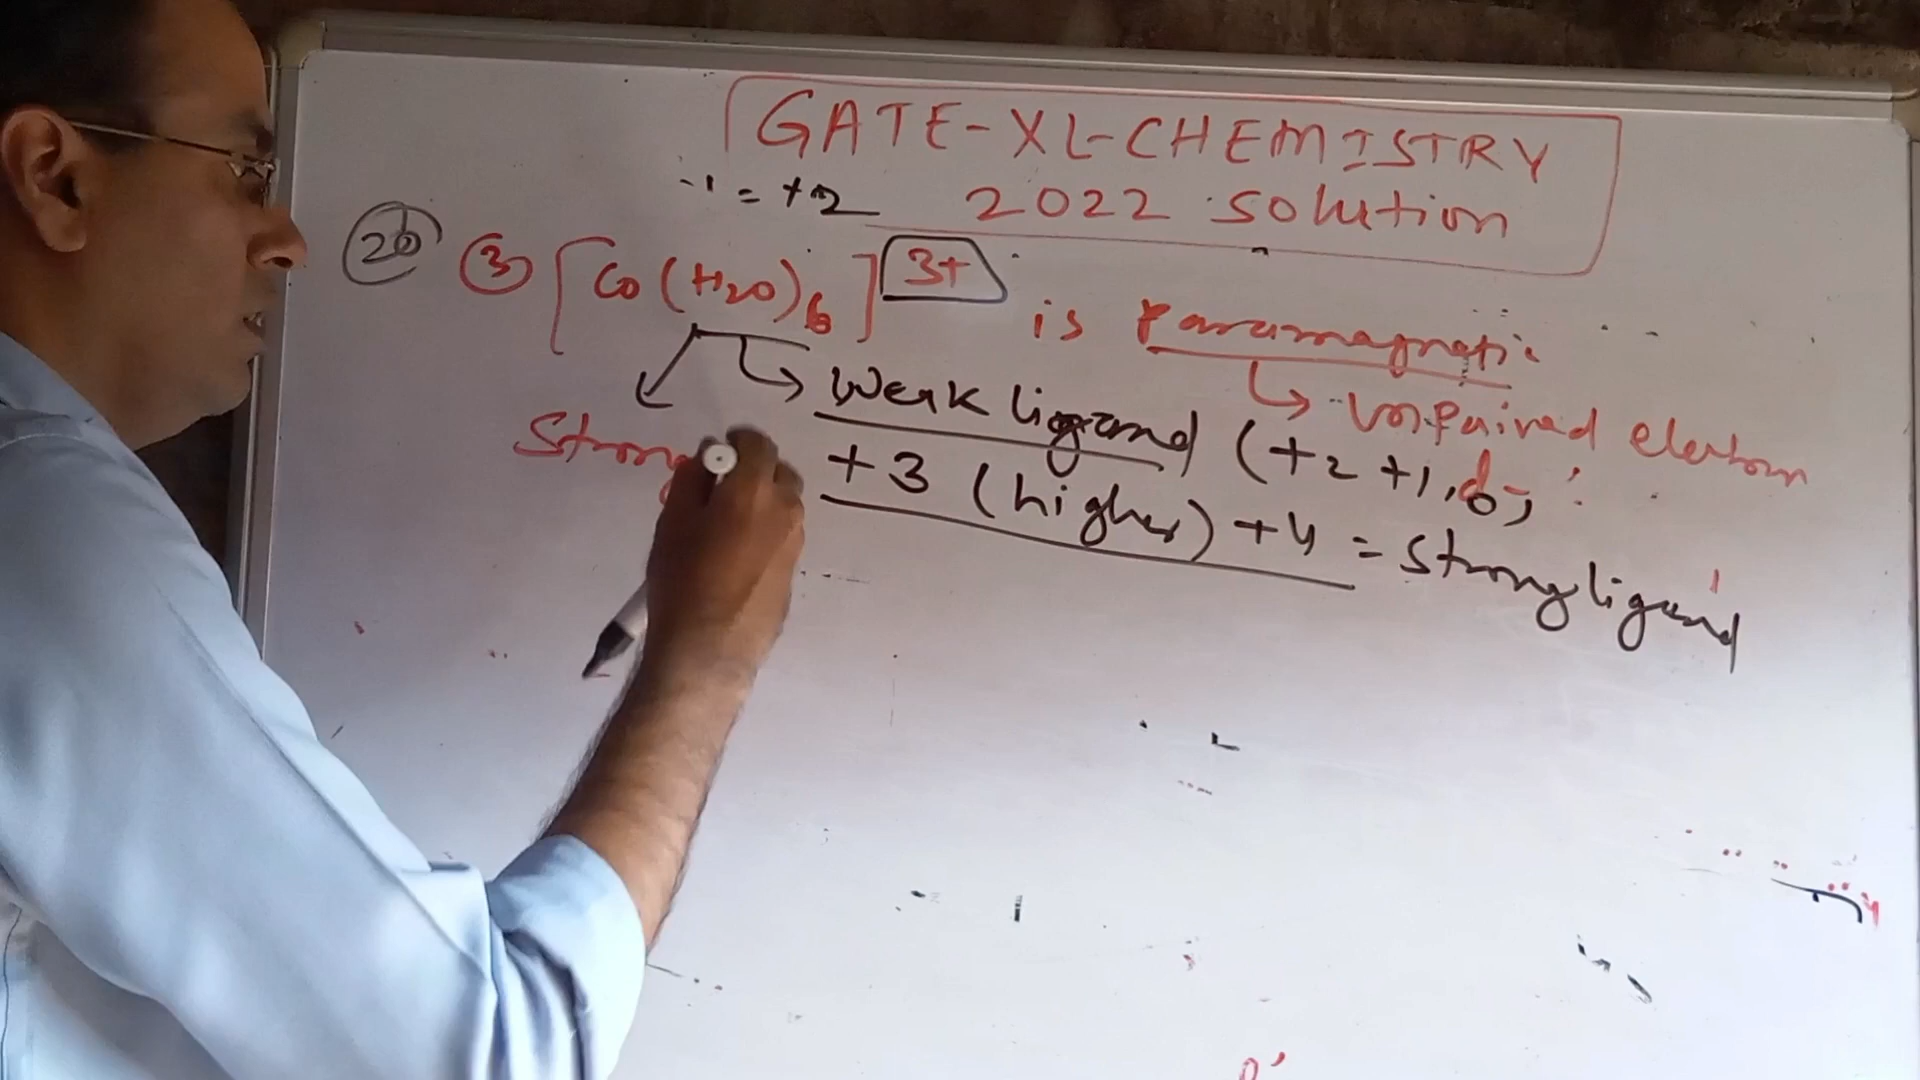 GATE-XL-CHEMISTRY
-1 = +2 2022 Solution
20 3 [Co(H2O)6]3+ is Paramagnetic
Weak ligand (+2 +1,0-,
Unpaired electron
Strong +3 (higher) +4 = Strong ligand